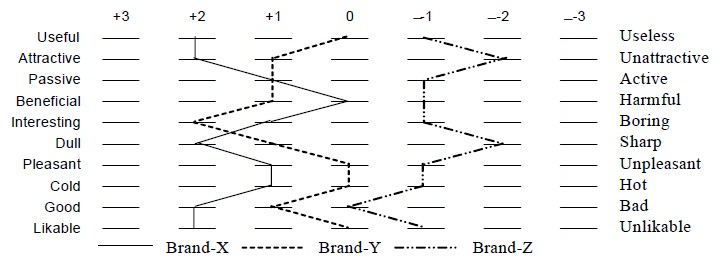 +3 +2 +1 0 –-1 –-2 –-3
Useful Useless
Attractive Unattractive
Passive Active
Beneficial Harmful
Interesting Boring
Dull Sharp
Pleasant Unpleasant
Cold Hot
Good Bad
Likable Unlikable
Brand-X Brand-Y Brand-Z